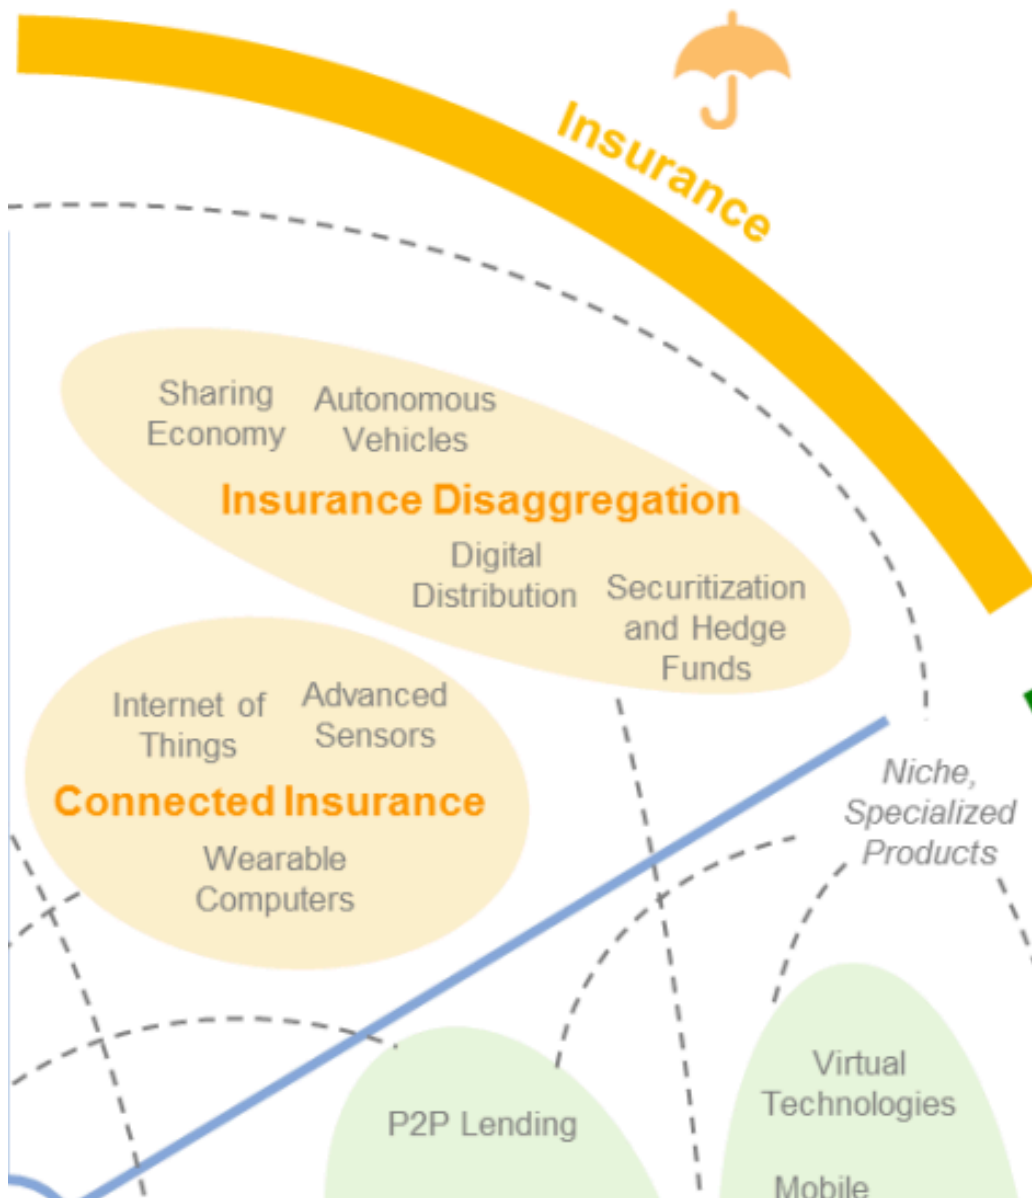 Insurance
Sharing
Economy
Autonomous
Vehicles
Insurance Disaggregation
Digital
Distribution
Securitization
and Hedge
Funds
Internet of
Things
Advanced
Sensors
Connected Insurance
Wearable
Computers
Niche,
Specialized
Products
P2P Lending
Virtual
Technologies
Mobile